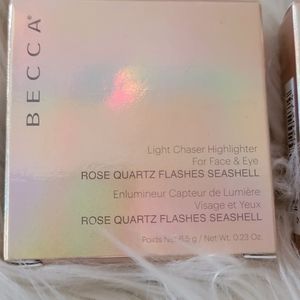 BECCA®
Light Chaser Highlighter
For Face & Eye
ROSE QUARTZ FLASHES SEASHELL
Enlumineur Capteur de Lumière
Visage et Yeux
ROSE QUARTZ FLASHES SEASHELL
Poids Net: 6.5 g / Net Wt. 0.23 Oz.